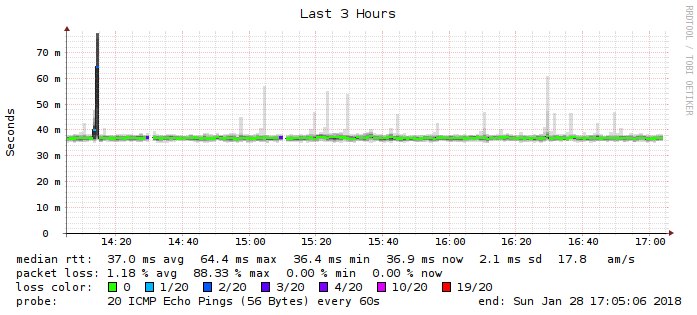 Last 3 Hours
RRDTOOL / TOBI OETIKER
Seconds
70 m
60 m
50 m
40 m
30 m
20 m
10 m
0
14:20 14:40 15:00 15:20 15:40 16:00 16:20 16:40 17:00
median rtt: 37.0 ms avg 64.4 ms max 36.4 ms min 36.9 ms now 2.1 ms sd 17.8 am/s
packet loss: 1.18 % avg 88.33 % max 0.00 % min 0.00 % now
loss color: 0 1/20 2/20 3/20 4/20 10/20 19/20
probe: 20 ICMP Echo Pings (56 Bytes) every 60s end: Sun Jan 28 17:05:06 2018